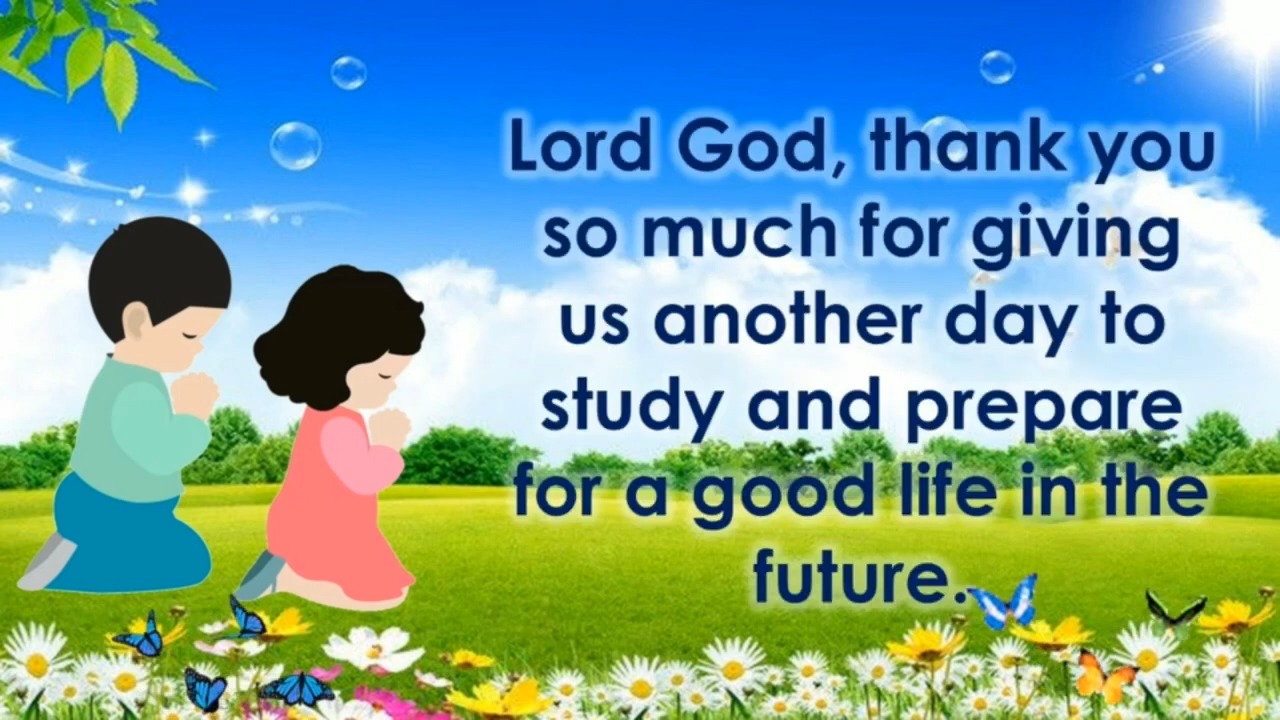 Lord God, thank you
so much for giving
us another day to
study and prepare
for a good life in the
future.